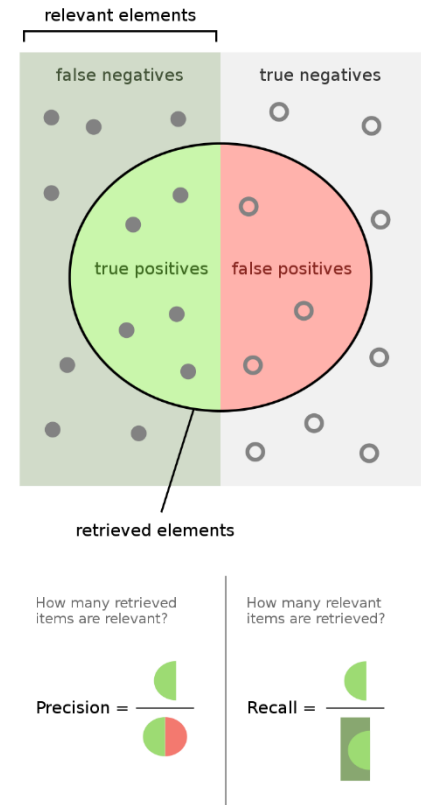 relevant elements
false negatives
true negatives
true positives
false positives
retrieved elements
How many retrieved
items are relevant?
Precision =
How many relevant
items are retrieved?
Recall =